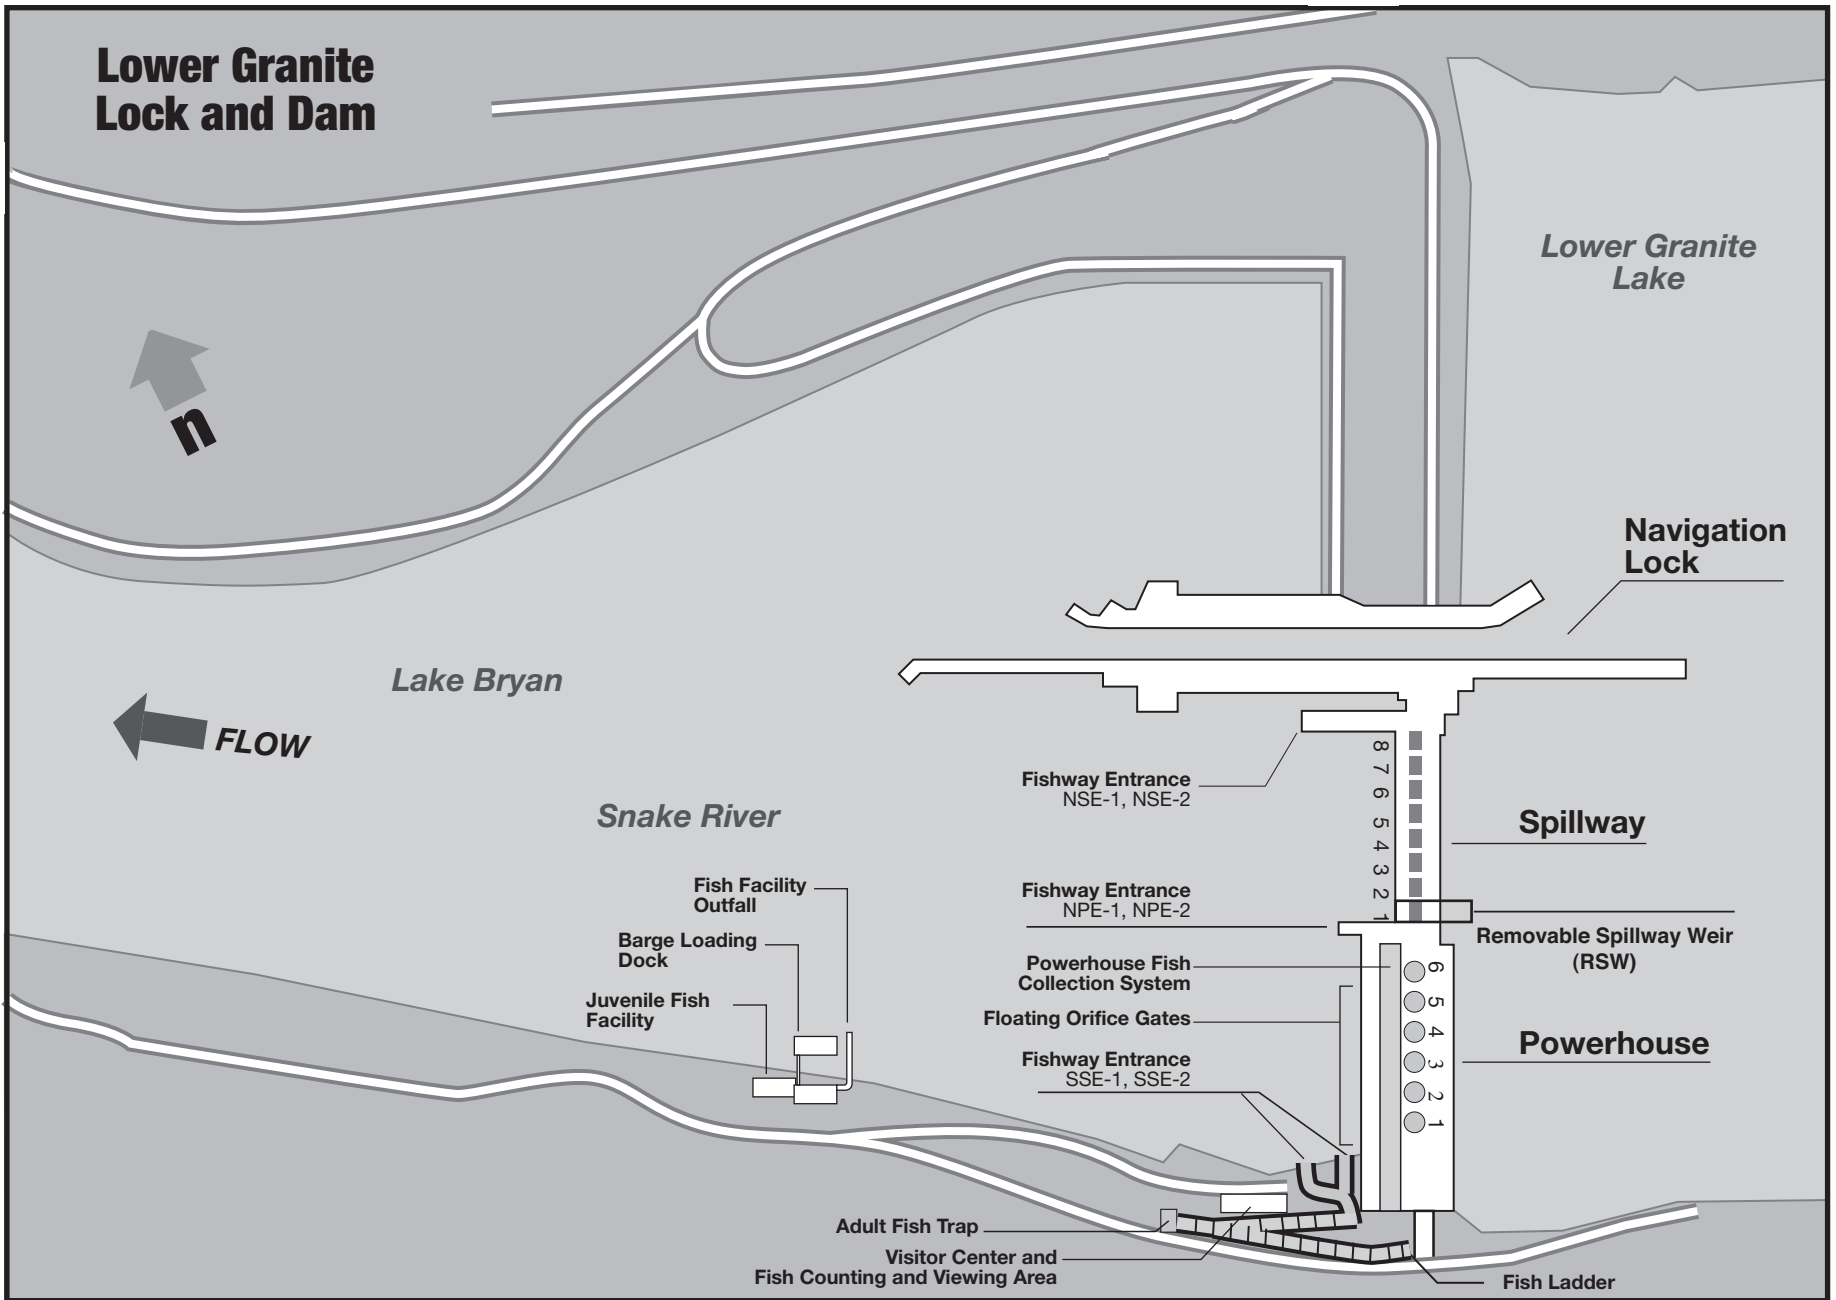 Lower Granite
Lock and Dam
Lower Granite
Lake
n
Navigation
Lock
Lake Bryan
FLOW
Snake River
Fishway Entrance
NSE-1, NSE-2
8
7
6
5
4
3
2
1
Spillway
Fish Facility
Outfall
Fishway Entrance
NPE-1, NPE-2
Barge Loading
Dock
Removable Spillway Weir
(RSW)
Powerhouse Fish
Collection System
Juvenile Fish
Facility
Floating Orifice Gates
6
5
4
3
2
1
Powerhouse
Fishway Entrance
SSE-1, SSE-2
Adult Fish Trap
Visitor Center and
Fish Counting and Viewing Area
Fish Ladder